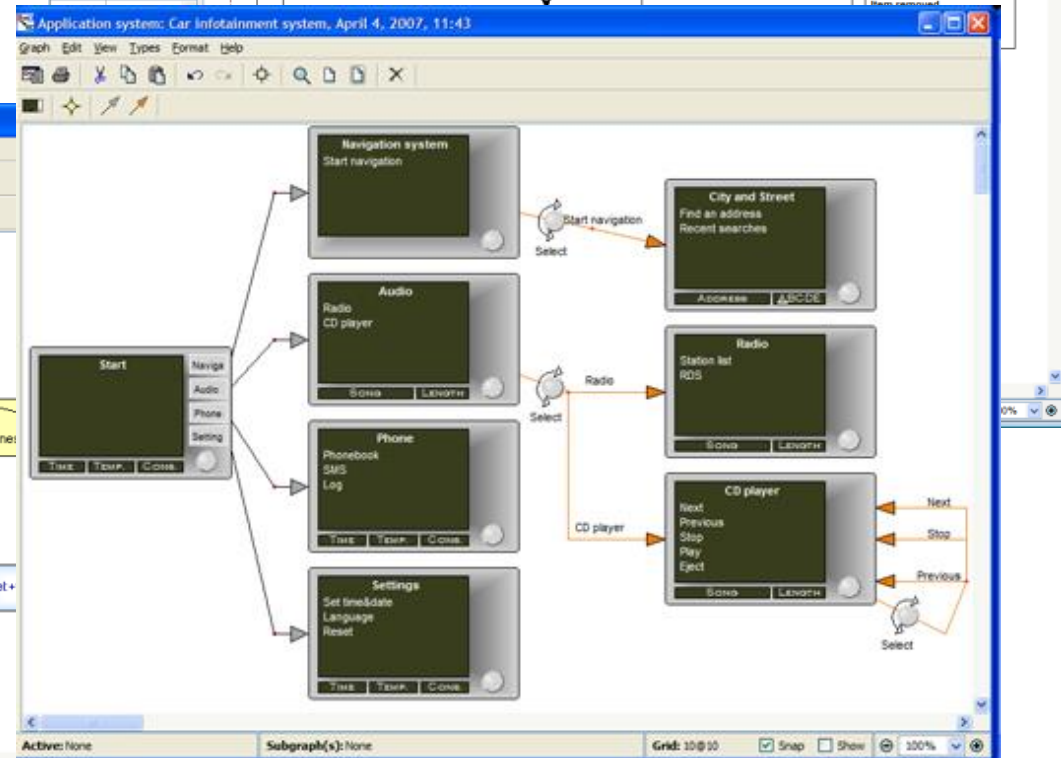 Item removed
Application system: Car infotainment system, April 4, 2007, 11:43
Graph Edit View Types Format Help
Navigation system
Start navigation
Start navigation
Select
City and Street
Find an address
Recent searches
ADDRESS ABCDE
Audio
Radio
CD player
SONG LENGTH
Radio
Select
Radio
Station list
RDS
SONG LENGTH
Start
Naviga
Audio
Phone
Setting
TIME TEMP. CONS.
Phone
Phonebook
SMS
Log
TIME TEMP. CONS.
CD player
CD player
Next
Previous
Stop
Play
Eject
SONG LENGTH
Next
Stop
Previous
Select
Settings
Set time&date
Language
Reset
TIME TEMP. CONS.
Active: None Subgraph(s): None Grid: 10@10 Snap Show 100%